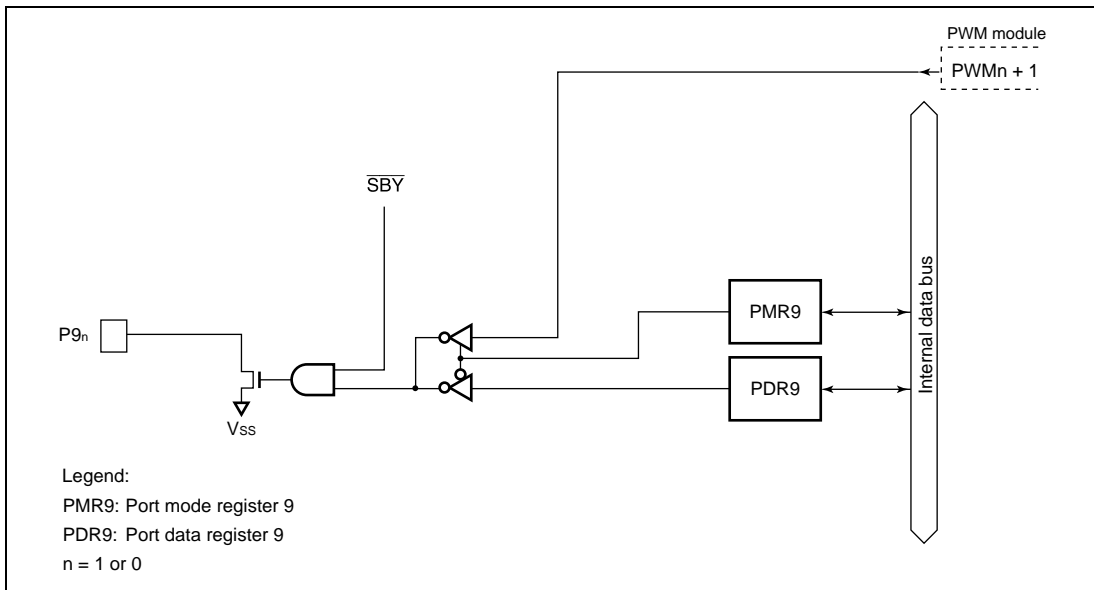 PWM module
PWMn + 1
SBY
P9n
PMR9
PDR9
Internal data bus
VSS
Legend:
PMR9: Port mode register 9
PDR9: Port data register 9
n = 1 or 0